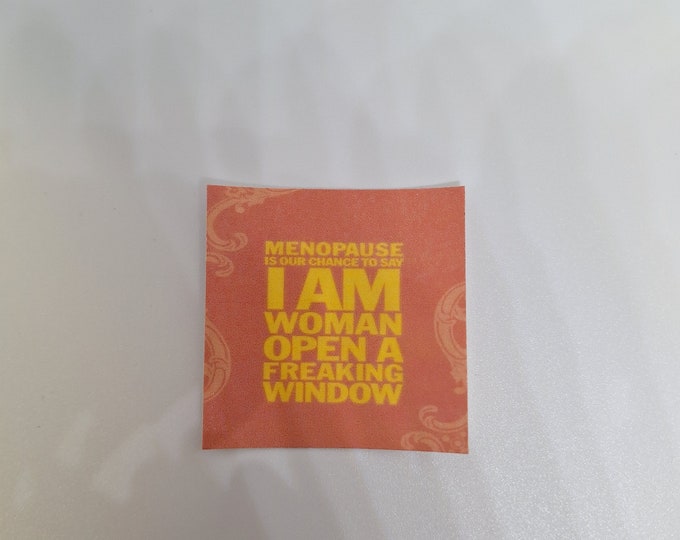 MENOPAUSE
IS OUR CHANCE TO SAY
I AM
WOMAN
OPEN A
FREAKING
WINDOW